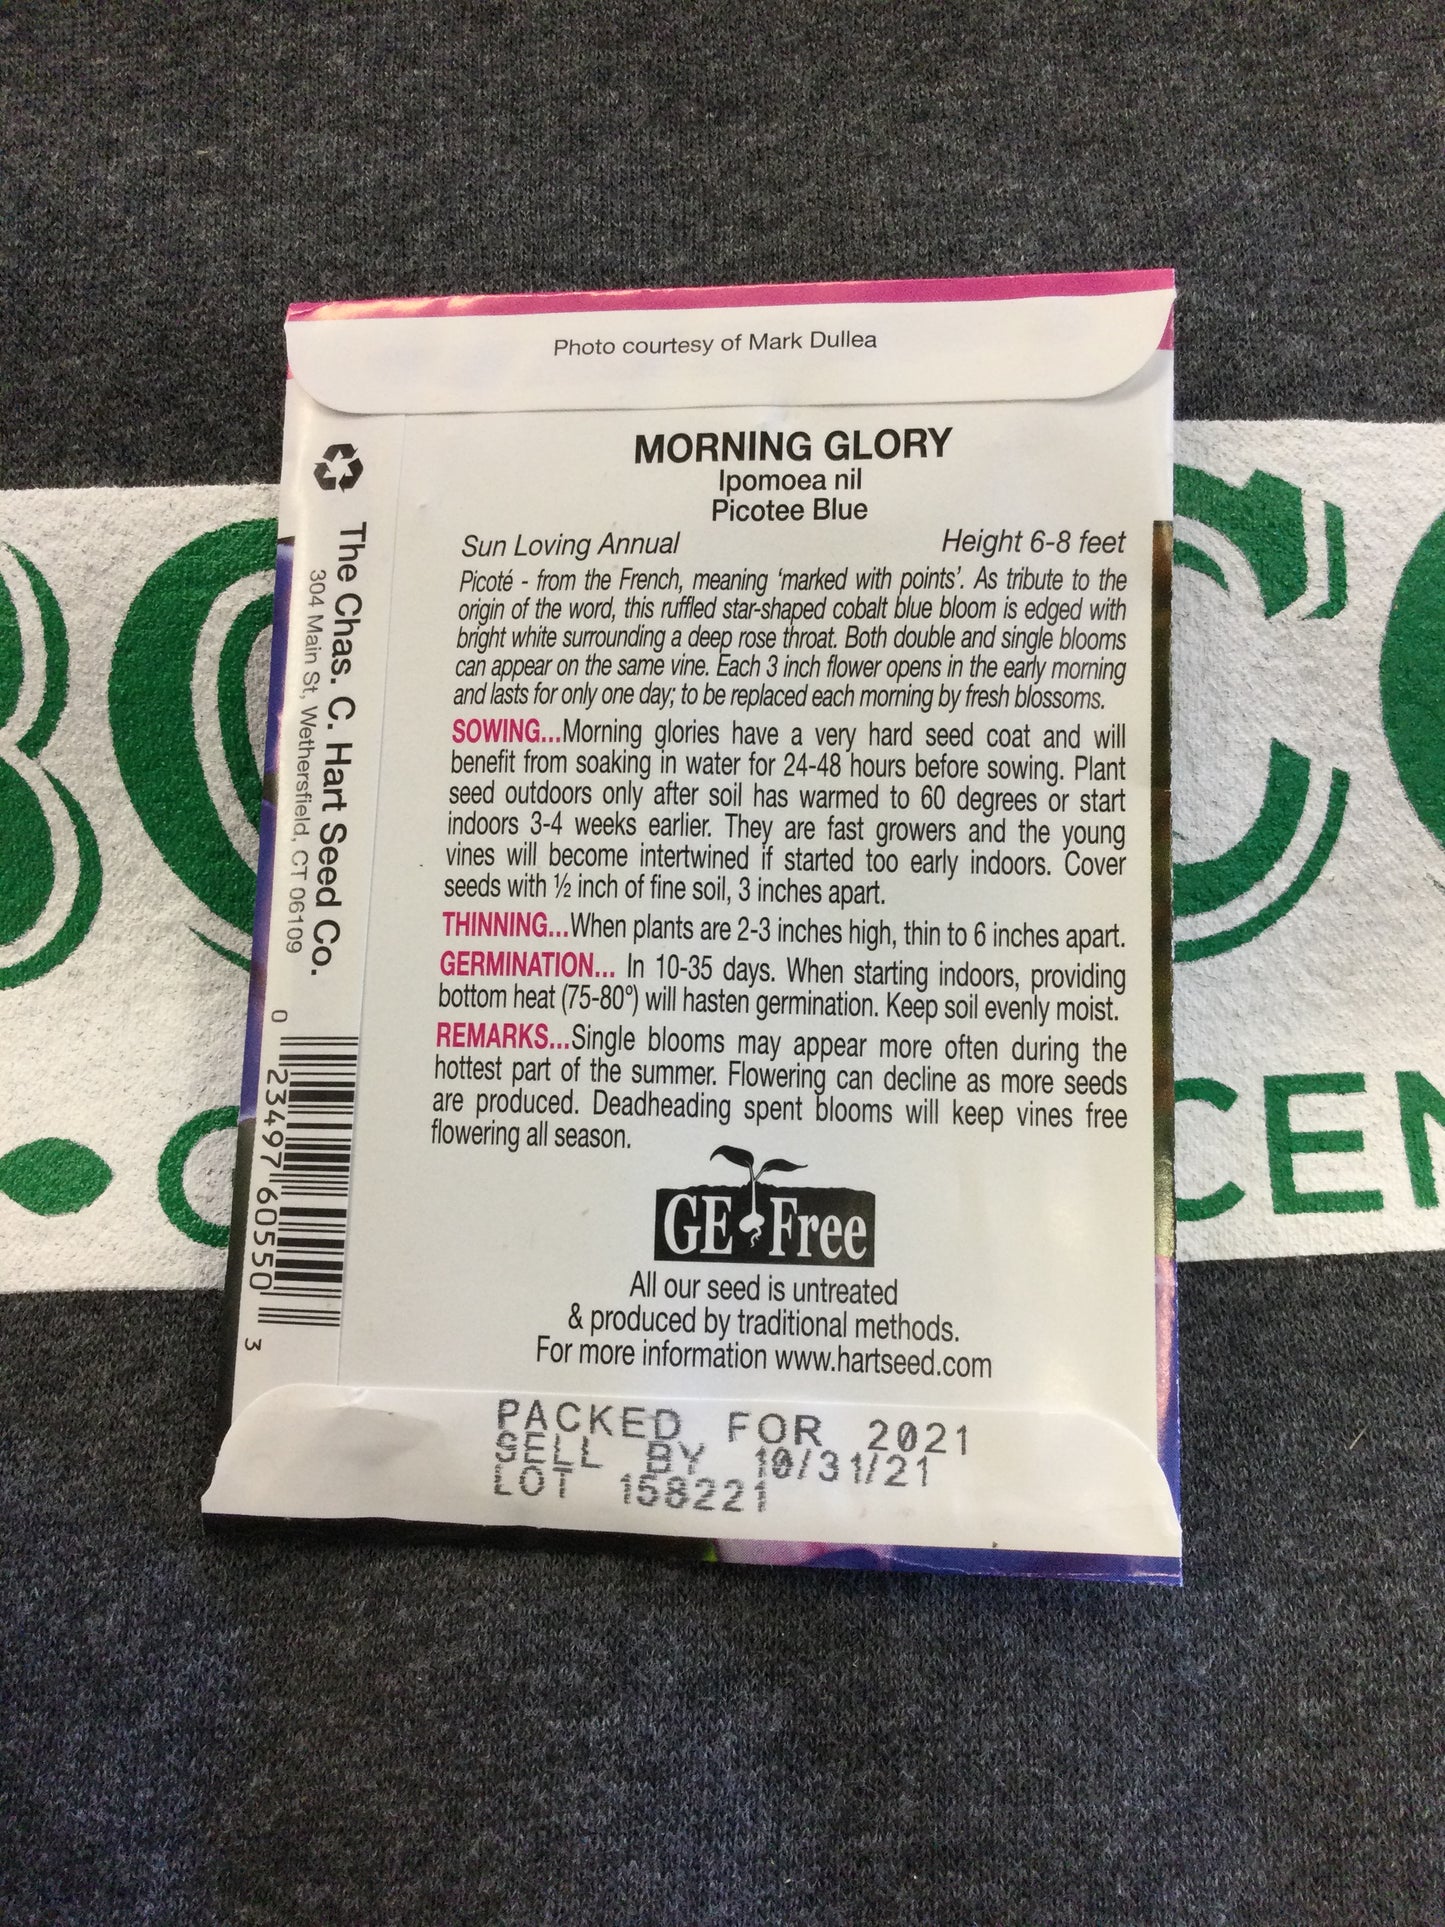 Photo courtesy of Mark Dullea
MORNING GLORY
Ipomoea nil
Picotee Blue
Sun Loving Annual Height 6-8 feet
Picoté - from the French, meaning ‘marked with points’. As tribute to the
origin of the word, this ruffled star-shaped cobalt blue bloom is edged with
bright white surrounding a deep rose throat. Both double and single blooms
can appear on the same vine. Each 3 inch flower opens in the early morning
and lasts for only one day; to be replaced each morning by fresh blossoms.
SOWING...Morning glories have a very hard seed coat and will
benefit from soaking in water for 24-48 hours before sowing. Plant
seed outdoors only after soil has warmed to 60 degrees or start
indoors 3-4 weeks earlier. They are fast growers and the young
vines will become intertwined if started too early indoors. Cover
seeds with ½ inch of fine soil, 3 inches apart.
THINNING...When plants are 2-3 inches high, thin to 6 inches apart.
GERMINATION... In 10-35 days. When starting indoors, providing
bottom heat (75-80°) will hasten germination. Keep soil evenly moist.
REMARKS...Single blooms may appear more often during the
hottest part of the summer. Flowering can decline as more seeds
are produced. Deadheading spent blooms will keep vines free
flowering all season.
GE Free
All our seed is untreated
& produced by traditional methods.
For more information www.hartseed.com
PACKED FOR 2021
SELL BY 10/31/21
LOT 158221
The Chas. C. Hart Seed Co.
304 Main St, Wethersfield, CT 06109
0 23497 60550 3
CEN